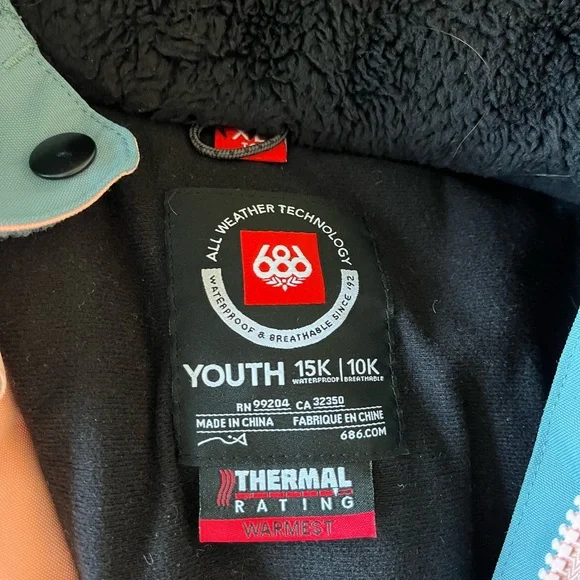 XL
ALL WEATHER TECHNOLOGY
686
WATERPROOF & BREATHABLE SINCE '92
YOUTH 15K | 10K
WATERPROOF BREATHABLE
RN 99204 CA 32350
MADE IN CHINA FABRIQUE EN CHINE
686.COM
THERMAL
RATING
WARMEST